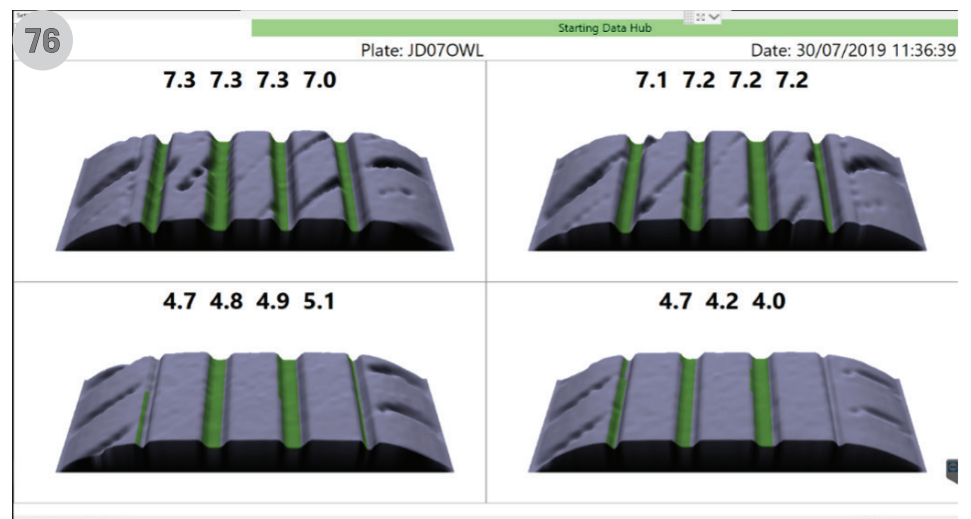 Set
76
Starting Data Hub
Plate: JD07OWL Date: 30/07/2019 11:36:39
7.3 7.3 7.3 7.0
7.1 7.2 7.2 7.2
4.7 4.8 4.9 5.1
4.7 4.2 4.0